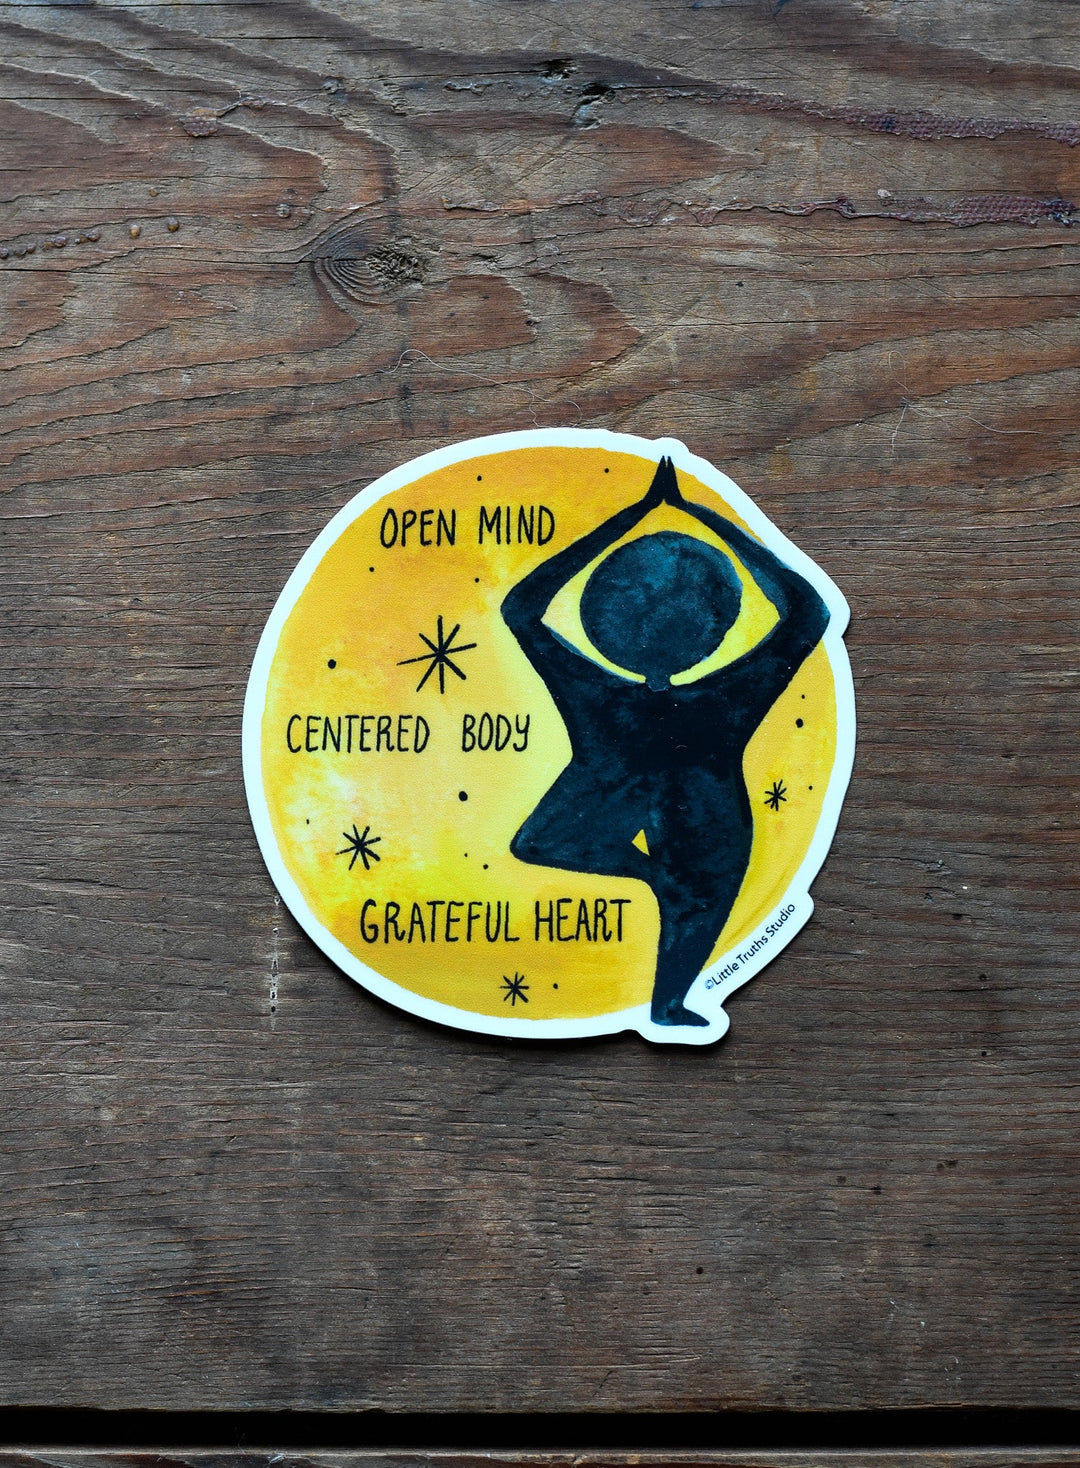 OPEN MIND
CENTERED BODY
GRATEFUL HEART
©Little Truths Studio